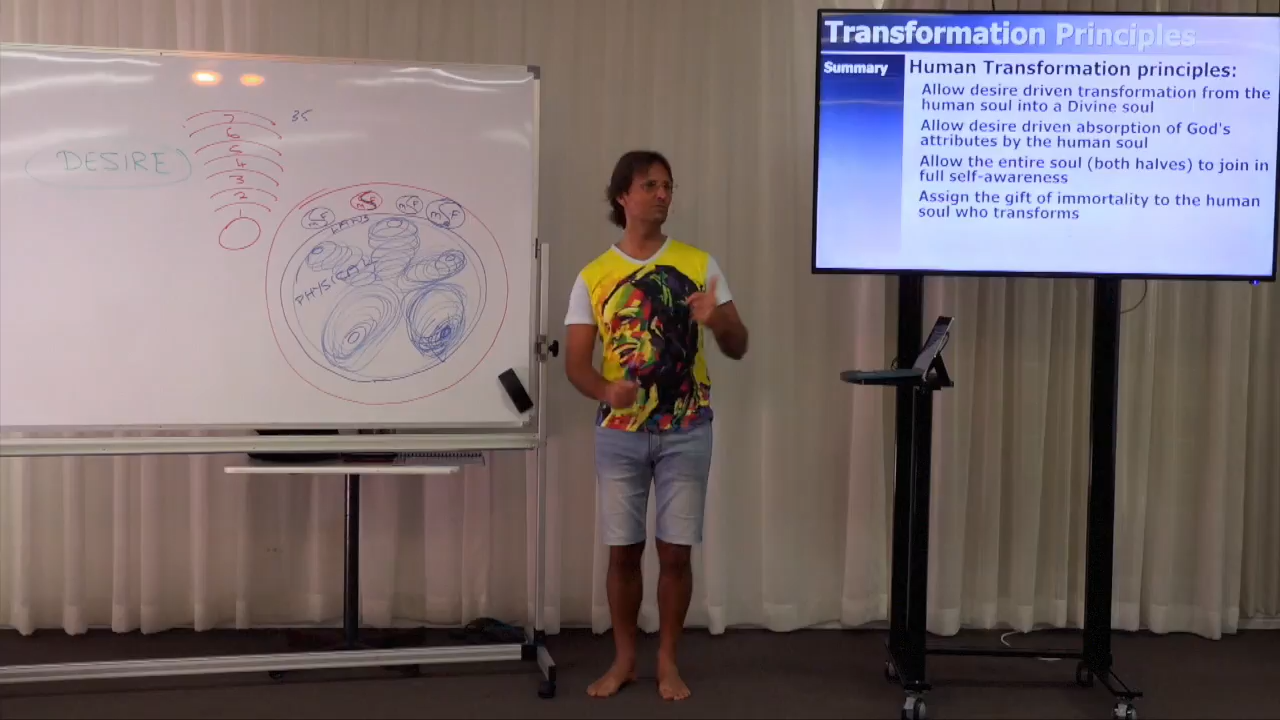 7
6
5
4
3
2
1
35
DESIRE
M F
M F
M F
LAWS
PHYSICAL
Transformation Principles
Summary
Human Transformation principles:
Allow desire driven transformation from the
human soul into a Divine soul
Allow desire driven absorption of God's
attributes by the human soul
Allow the entire soul (both halves) to join in
full self-awareness
Assign the gift of immortality to the human
soul who transforms